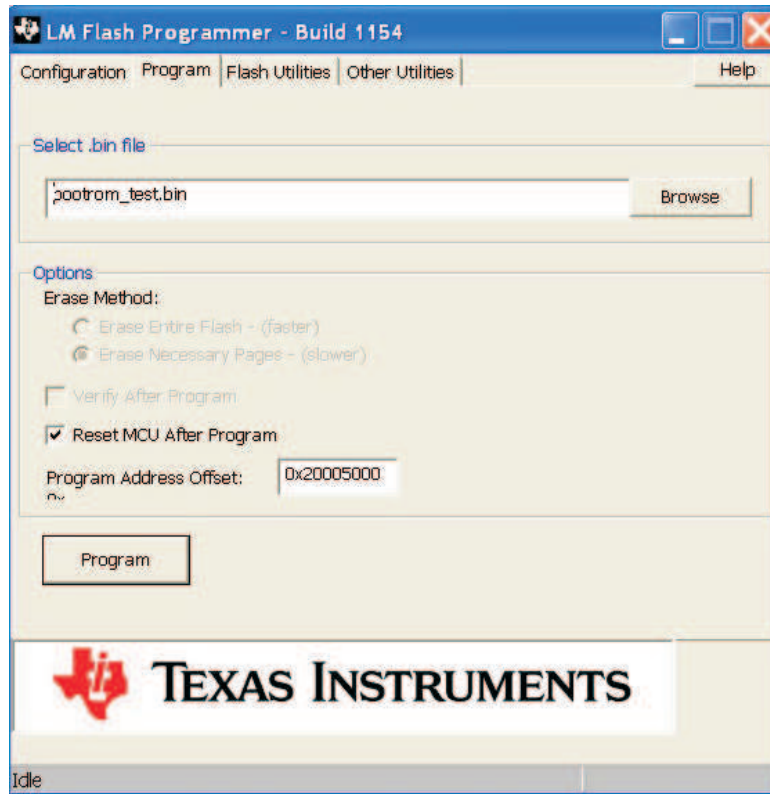 LM Flash Programmer - Build 1154
Configuration Program Flash Utilities Other Utilities Help
Select .bin file
bootrom_test.bin Browse
Options
Erase Method:
Erase Entire Flash - (faster)
Erase Necessary Pages - (slower)
Verify After Program
Reset MCU After Program
Program Address Offset: 0x20005000
0x
Program
TEXAS INSTRUMENTS
Idle